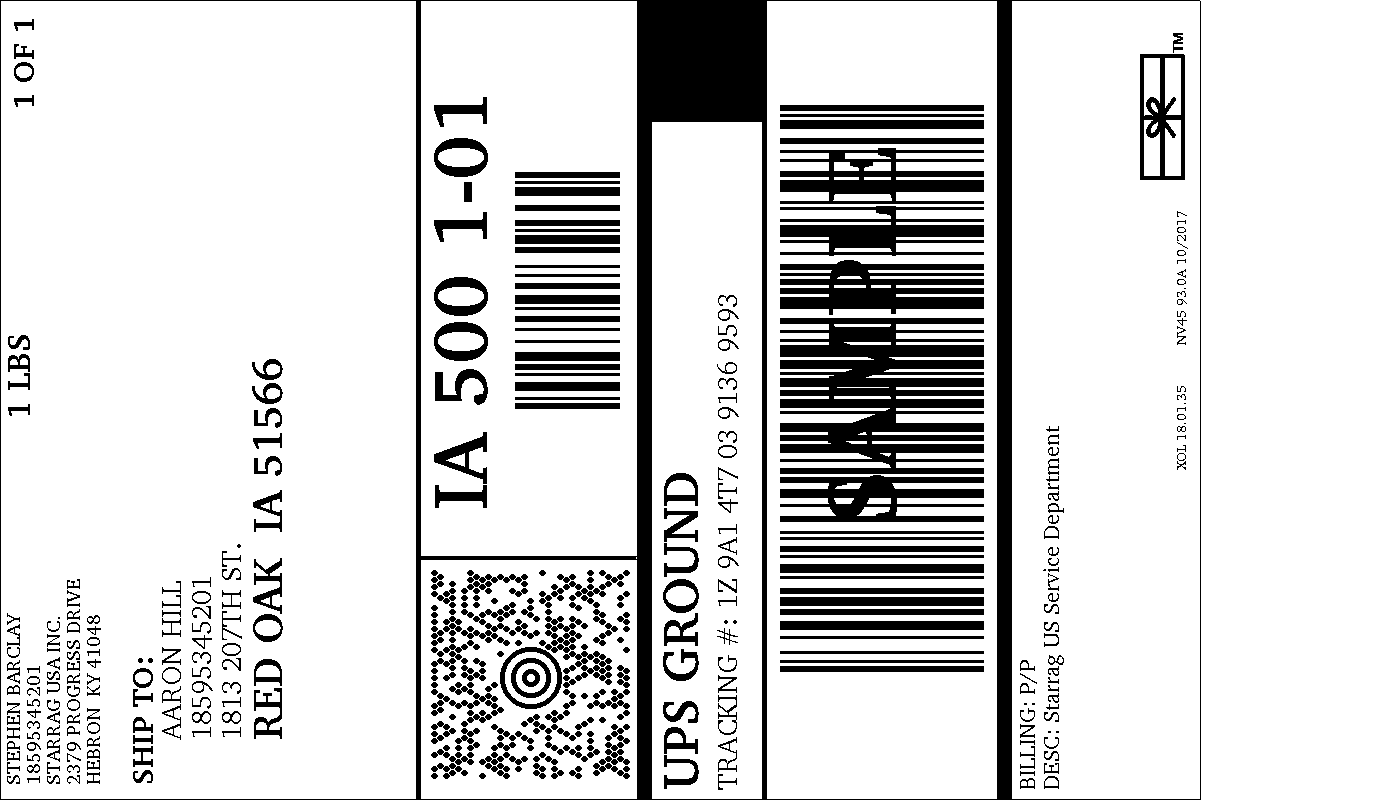 STEPHEN BARCLAY
18595345201
STARRAG USA INC.
2379 PROGRESS DRIVE
HEBRON KY 41048
1 LBS
1 OF 1
SHIP TO:
AARON HILL
18595345201
1813 207TH ST.
RED OAK IA 51566
IA 500 1-01
UPS GROUND
TRACKING #: 1Z 9A1 4T7 03 9136 9593
SAMPLE
BILLING: P/P
DESC: Starrag US Service Department
XOL 18.01.35 NV45 93.0A 10/2017
TM